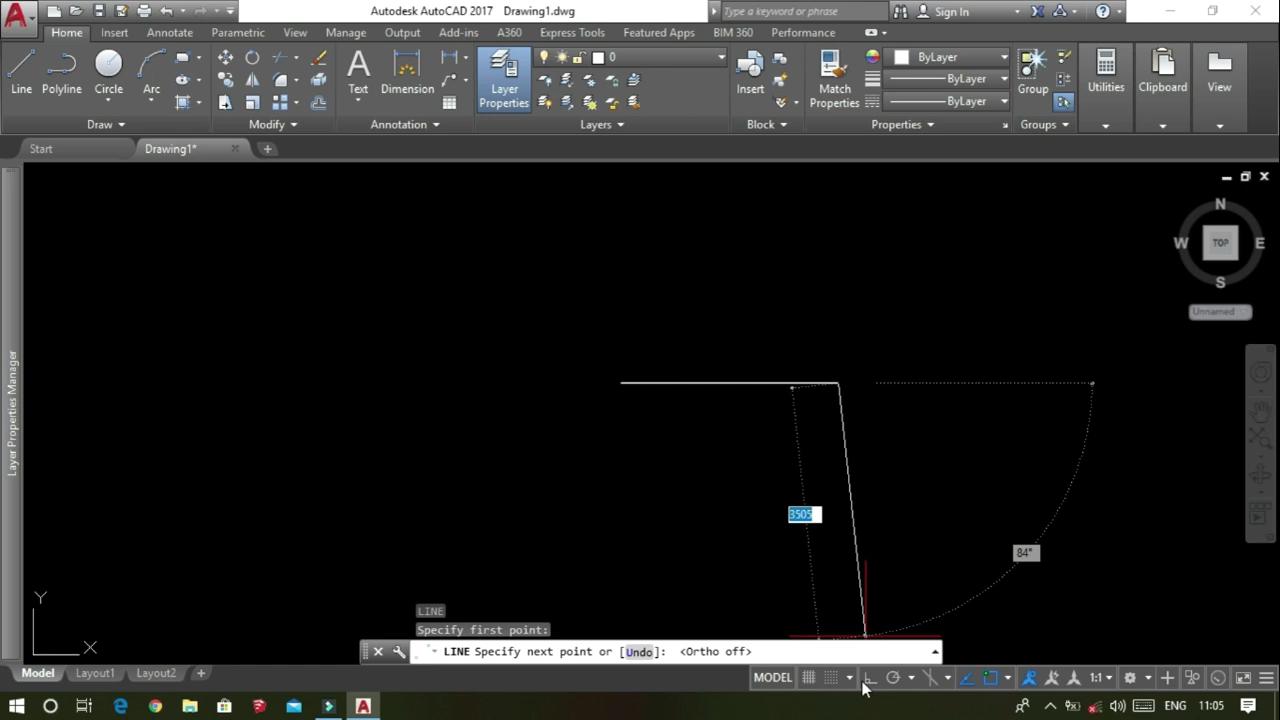 Autodesk AutoCAD 2017 Drawing1.dwg
Type a keyword or phrase
Sign In
Home Insert Annotate Parametric View Manage Output Add-ins A360 Express Tools Featured Apps BIM 360 Performance
0
ByLayer
ByLayer
ByLayer
Line Polyline Circle Arc
Text Dimension
Layer
Properties
Insert
Match
Properties
Group Utilities Clipboard View
Draw Modify Annotation Layers Block Properties Groups
Start Drawing1*
N
W TOP E
S
Unnamed
Layer Properties Manager
3505
84°
Y
X
LINE
Specify first point:
LINE Specify next point or [Undo]: <Ortho off>
Model Layout1 Layout2
MODEL 1:1
ENG 11:05